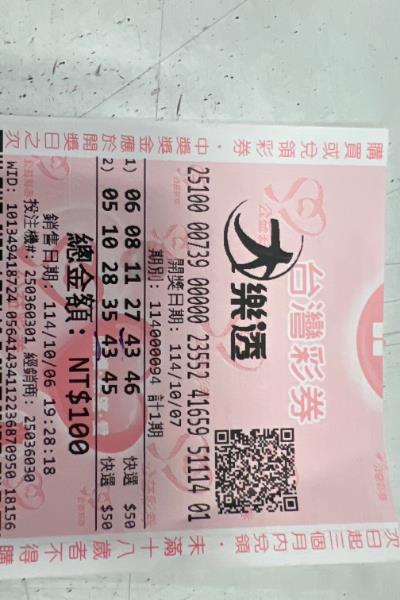 購買或兌領彩券 · 中獎獎金應於開獎日之次
台灣彩券
大樂透
25100 00739 00000 23552 41659 51114 01
開獎日期: 114/10/07
期別: 114000094 計1期
1) 06 08 11 27 43 46 快選 $50
2) 05 10 28 35 43 45 快選 $50
總金額: NT$100
銷售日期: 114/10/06 19:28:18
投注機#: 250360301 經銷商: 25036030
次日起三個月內兌領 · 未滿十八歲者不得購